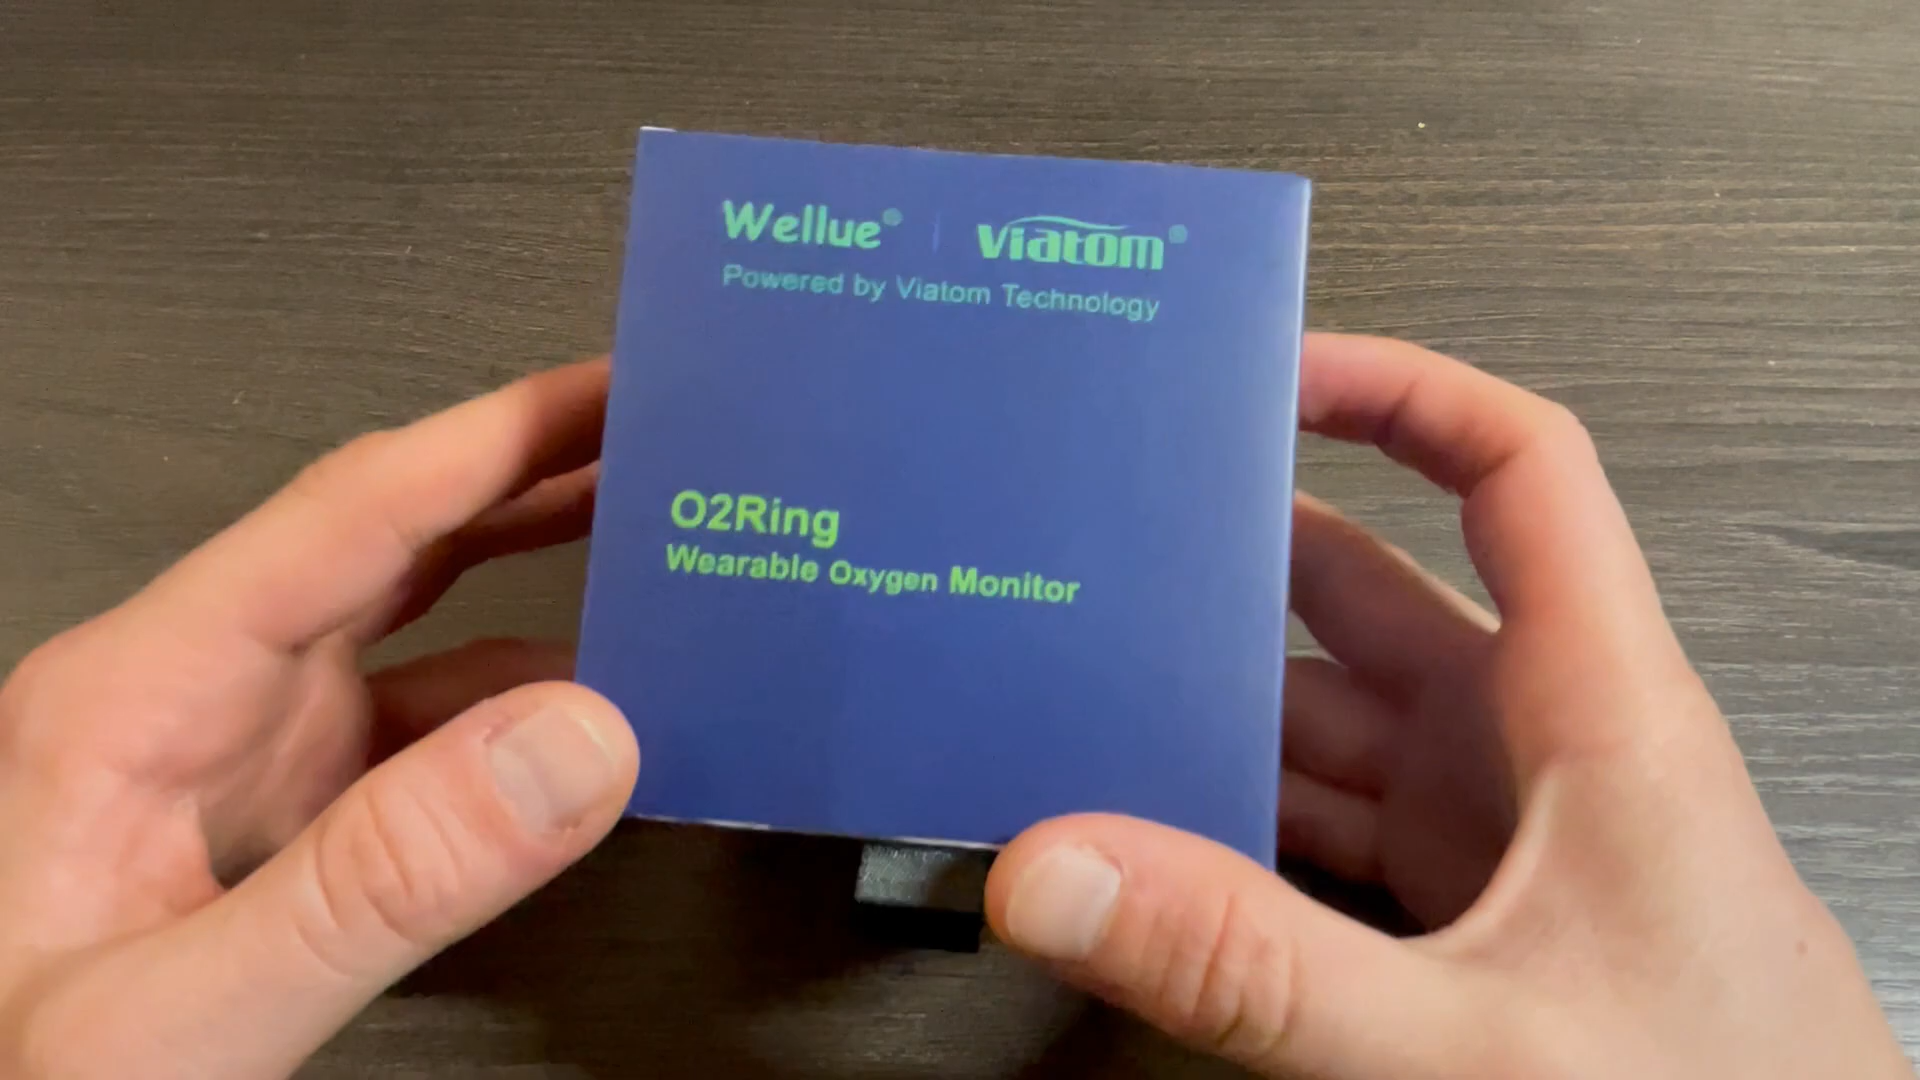 Wellue® | Viatom®
Powered by Viatom Technology
O2Ring
Wearable Oxygen Monitor